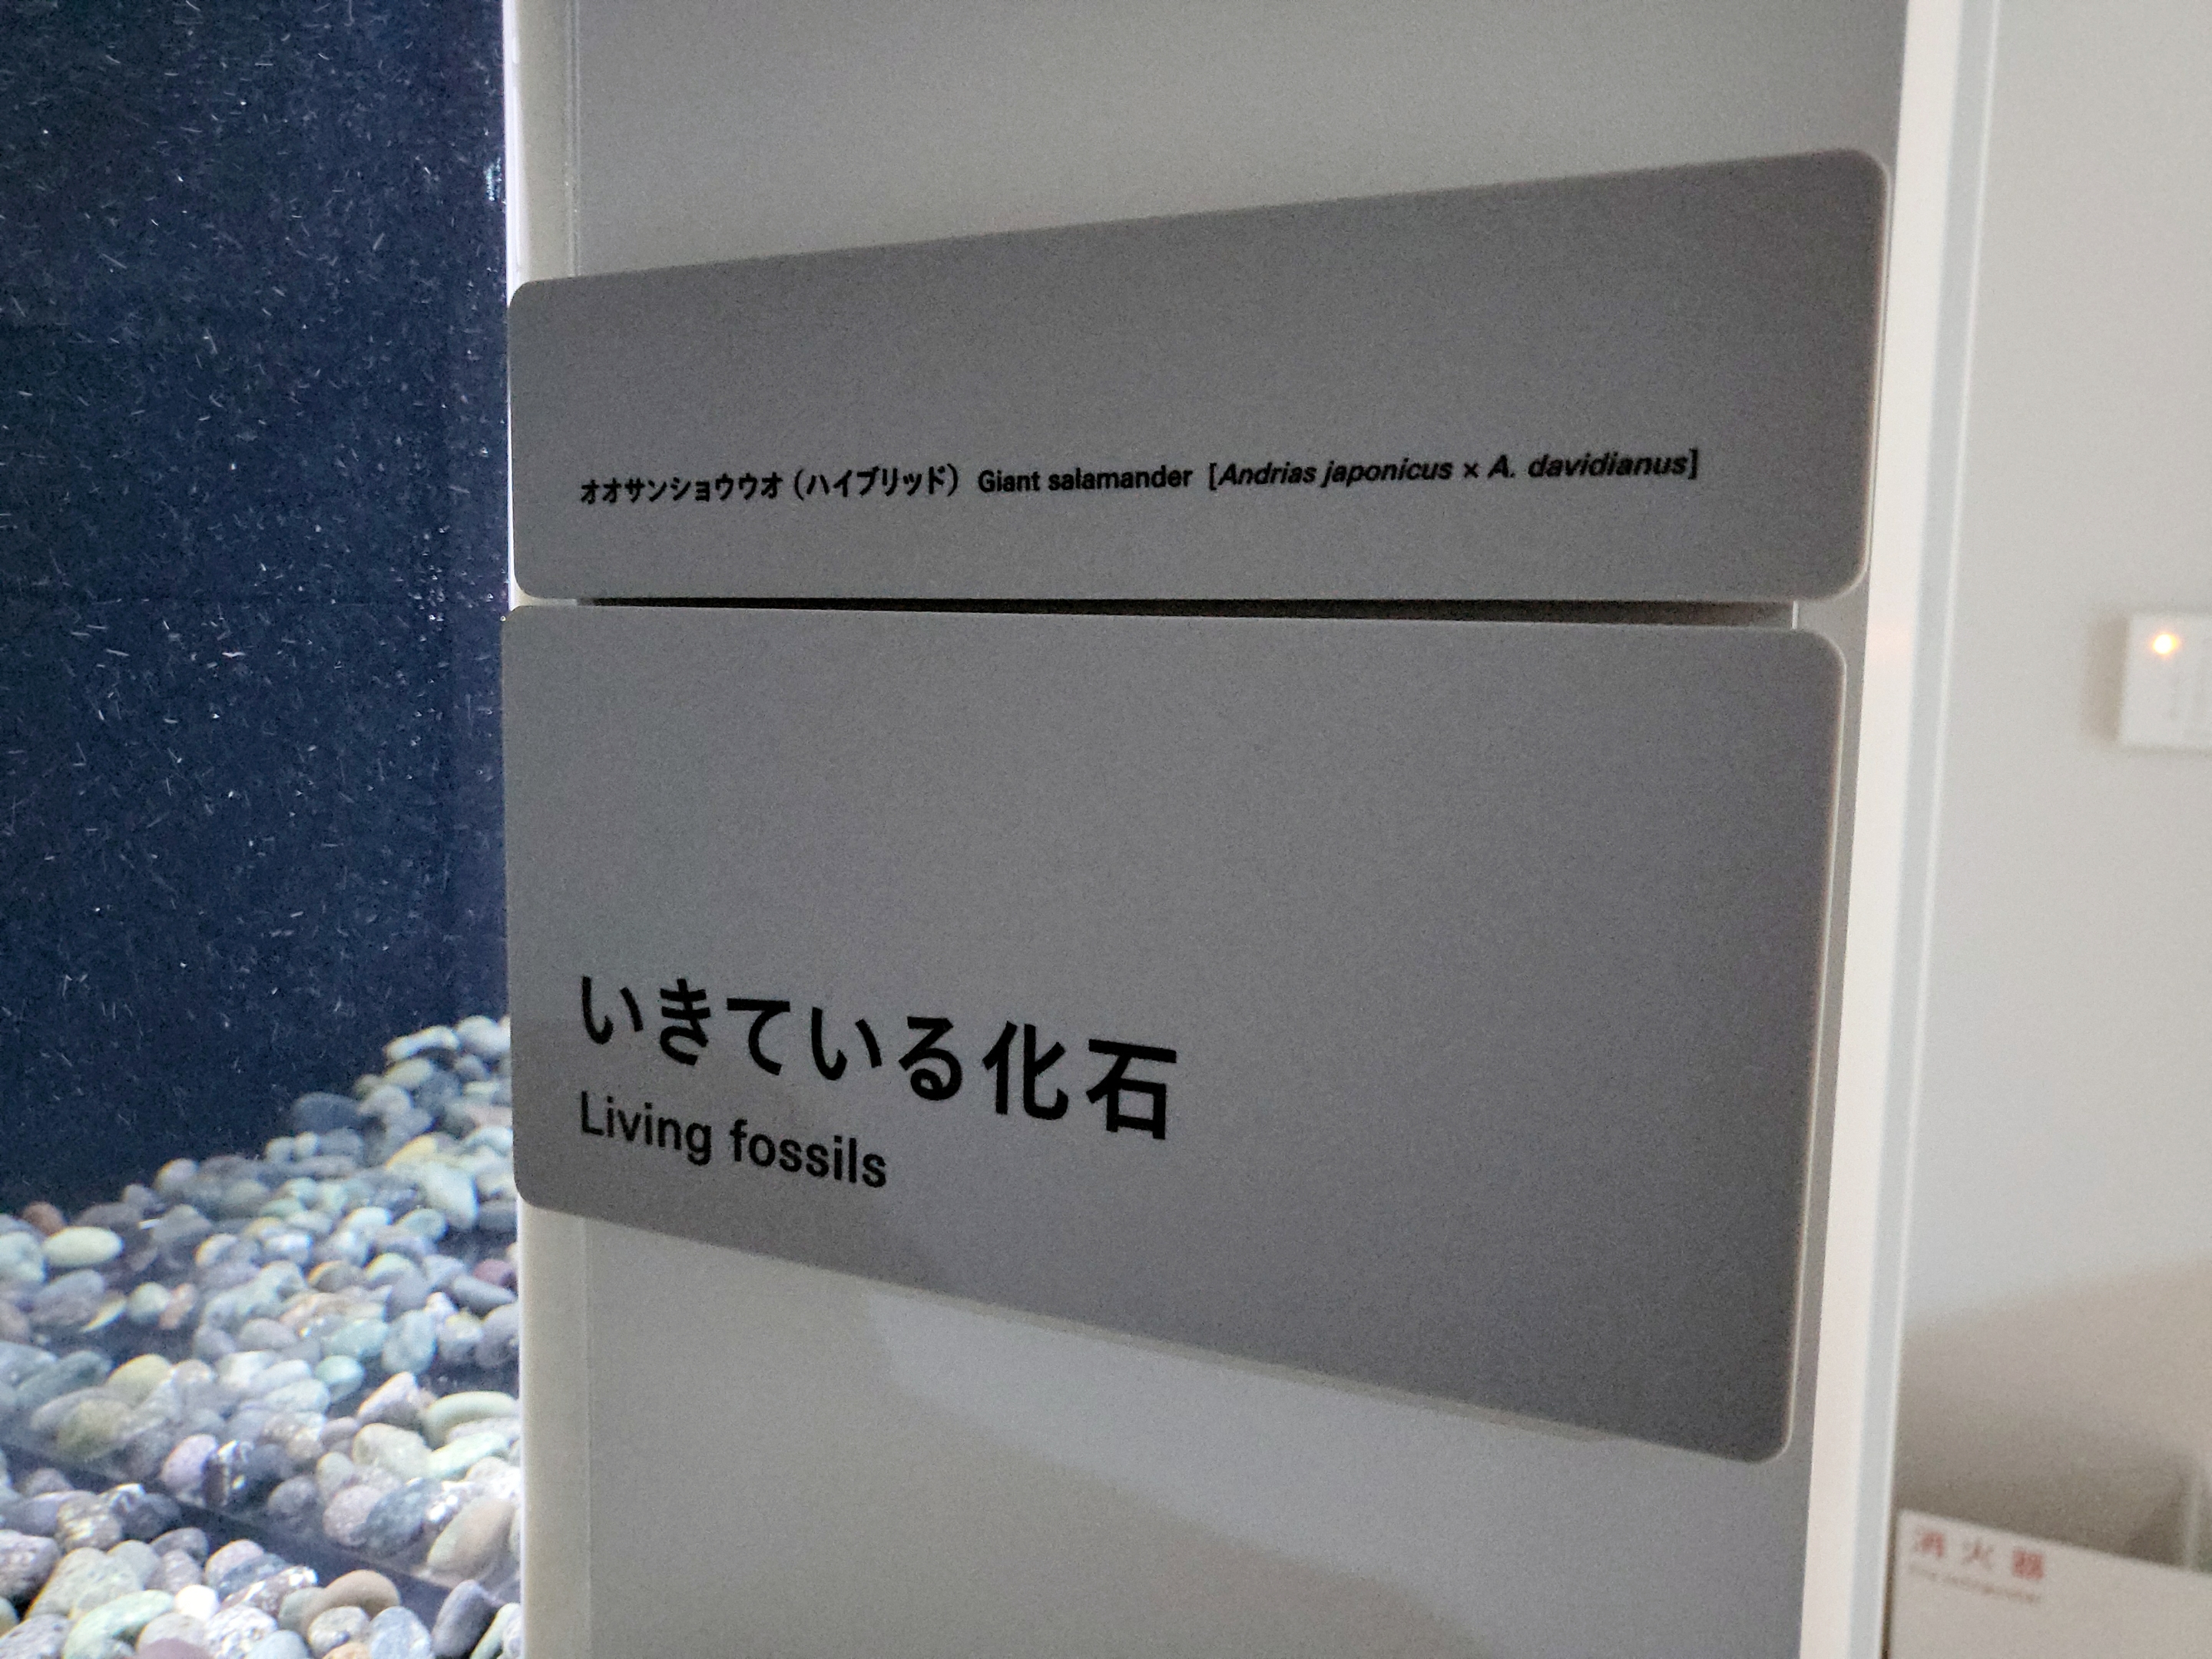 オオサンショウウオ（ハイブリッド） Giant salamander [Andrias japonicus × A. davidianus]
いきている化石
Living fossils
消火器